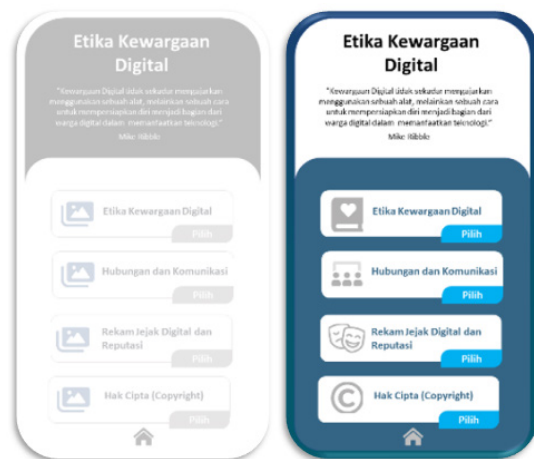 Etika Kewargaan
Digital
"Kewargaan Digital tidak sekadar mengajarkan
menggunakan sebuah alat, melainkan sebuah cara
untuk mempersiapkan diri menjadi bagian dari
warga digital dalam memanfaatkan teknologi."
Mike Ribble
Etika Kewargaan Digital
Pilih
Hubungan dan Komunikasi
Pilih
Rekam Jejak Digital dan
Reputasi
Pilih
Hak Cipta (Copyright)
Pilih
Etika Kewargaan
Digital
"Kewargaan Digital tidak sekadar mengajarkan
menggunakan sebuah alat, melainkan sebuah cara
untuk mempersiapkan diri menjadi bagian dari
warga digital dalam memanfaatkan teknologi."
Mike Ribble
Etika Kewargaan Digital
Pilih
Hubungan dan Komunikasi
Pilih
Rekam Jejak Digital dan
Reputasi
Pilih
Hak Cipta (Copyright)
Pilih